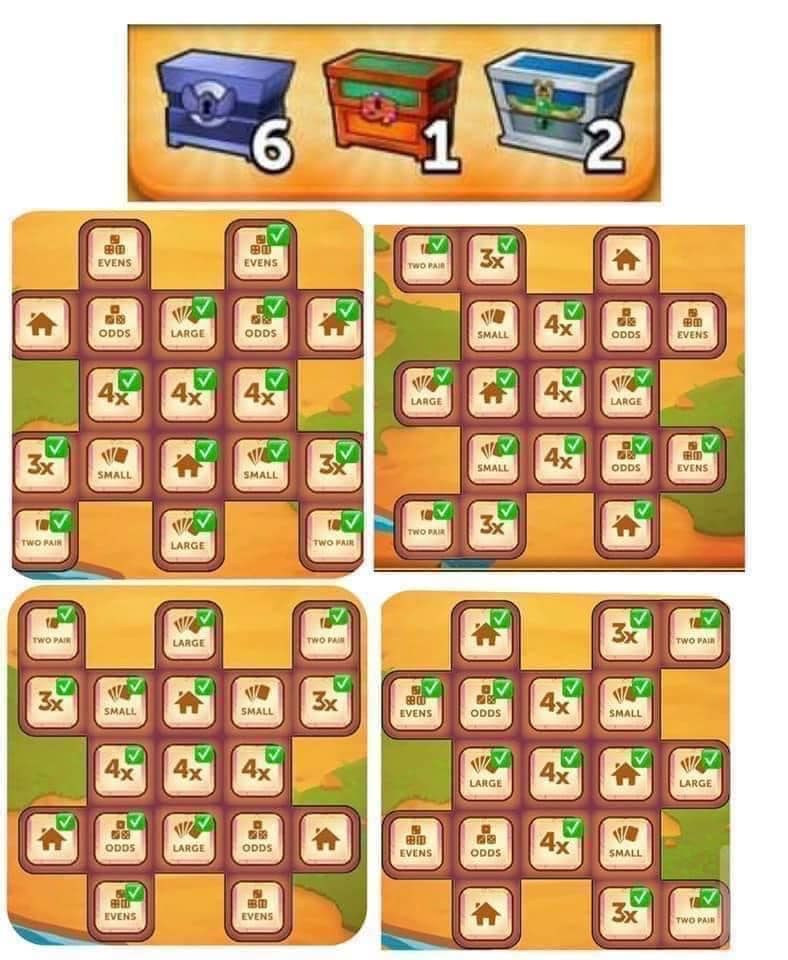 6 1 2
EVENS EVENS
ODDS LARGE ODDS
4x 4x 4x
3x SMALL SMALL 3x
TWO PAIR LARGE TWO PAIR
TWO PAIR 3x
SMALL 4x ODDS EVENS
LARGE 4x LARGE
SMALL 4x ODDS EVENS
TWO PAIR 3x
TWO PAIR LARGE TWO PAIR
3x SMALL SMALL 3x
4x 4x 4x
ODDS LARGE ODDS
EVENS EVENS
3x TWO PAIR
EVENS ODDS 4x SMALL
LARGE 4x LARGE
EVENS ODDS 4x SMALL
3x TWO PAIR